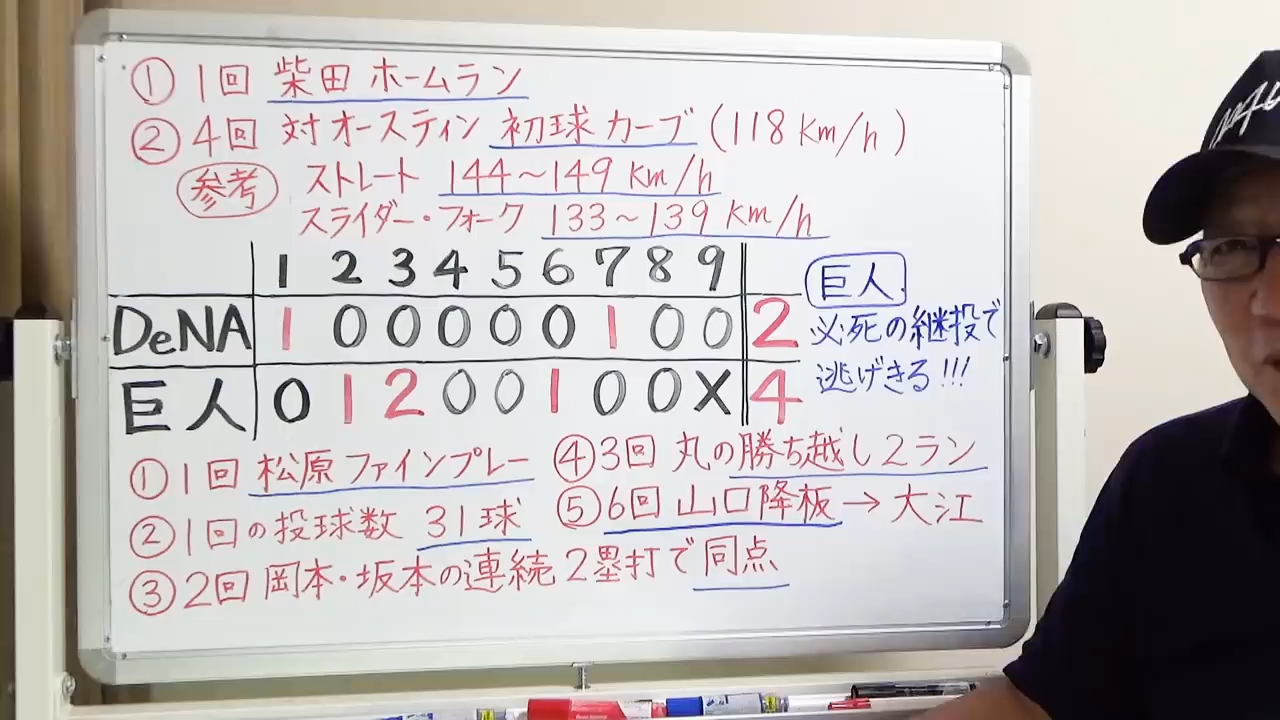 ① 1回 柴田 ホームラン
② 4回 対オースティン 初球カーブ (118km/h)
参考 ストレート 144~149 km/h
スライダー・フォーク 133~139 km/h
1 2 3 4 5 6 7 8 9
DeNA 1 0 0 0 0 0 1 0 0 2
巨人 0 1 2 0 0 1 0 0 X 4
巨人
必死の継投で
逃げきる!!!
① 1回 松原 ファインプレー
② 1回の投球数 31球
③ 2回 岡本・坂本の連続2塁打で同点
④ 3回 丸の勝ち越し2ラン
⑤ 6回 山口降板→大江